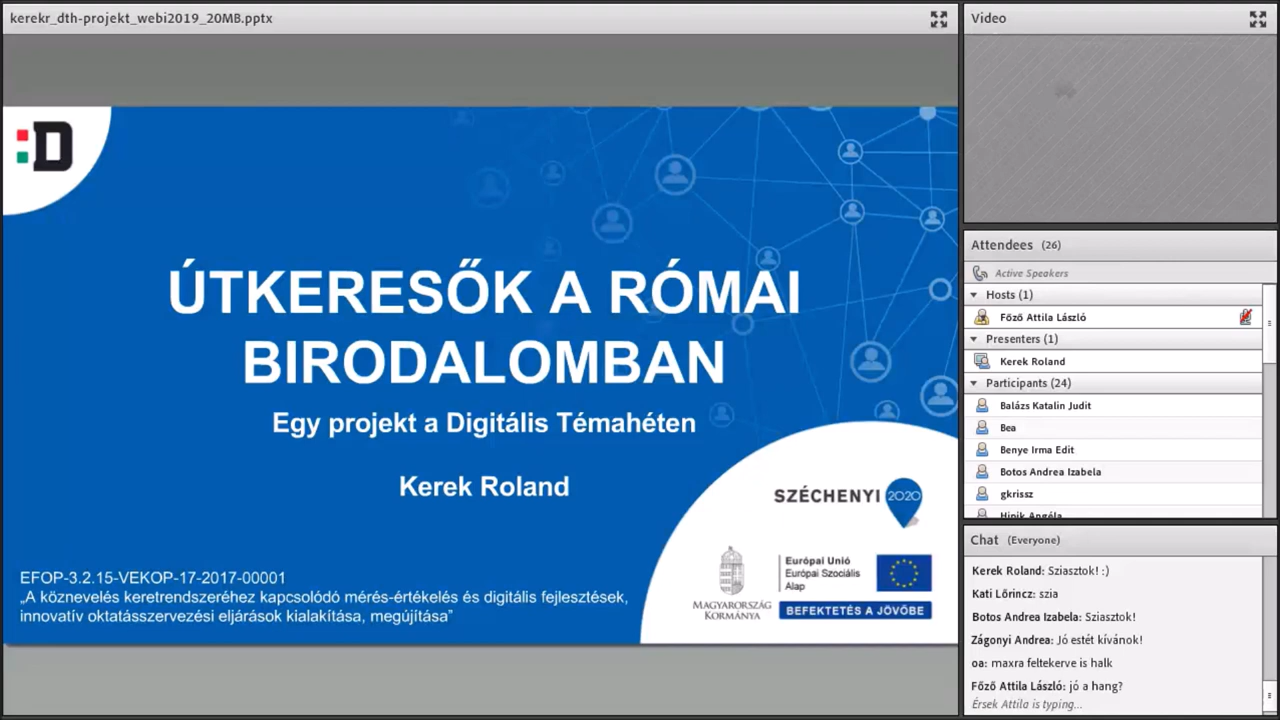 kerekr_dth-projekt_webi2019_20MB.pptx
:D
ÚTKERESŐK A RÓMAI
BIRODALOMBAN
Egy projekt a Digitális Témahéten
Kerek Roland
SZÉCHENYI 2020
MAGYARORSZÁG
KORMÁNYA
Európai Unió
Európai Szociális
Alap
BEFEKTETÉS A JÖVŐBE
EFOP-3.2.15-VEKOP-17-2017-00001
„A köznevelés keretrendszeréhez kapcsolódó mérés-értékelés és digitális fejlesztések,
innovatív oktatásszervezési eljárások kialakítása, megújítása”
Video
Attendees (26)
Active Speakers
Hosts (1)
Főző Attila László
Presenters (1)
Kerek Roland
Participants (24)
Balázs Katalin Judit
Bea
Benye Irma Edit
Botos Andrea Izabela
gkrissz
Hipik Angéla
Chat (Everyone)
Kerek Roland: Sziasztok! :)
Kati Lőrincz: szia
Botos Andrea Izabela: Sziasztok!
Zágonyi Andrea: Jó estét kívánok!
oa: maxra feltekerve is halk
Főző Attila László: jó a hang?
Érsek Attila is typing...